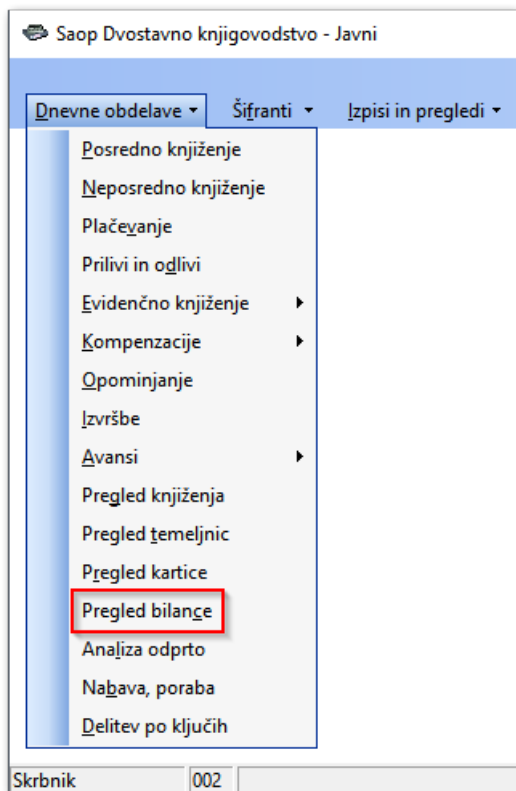 Saop Dvostavno knjigovodstvo - Javni
Dnevne obdelave Šifranti Izpisi in pregledi
Posredno knjiženje
Neposredno knjiženje
Plačevanje
Prilivi in odlivi
Evidenčno knjiženje
Kompenzacije
Opominjanje
Izvršbe
Avansi
Pregled knjiženja
Pregled temeljnic
Pregled kartice
Pregled bilance
Analiza odprto
Nabava, poraba
Delitev po ključih
Skrbnik 002